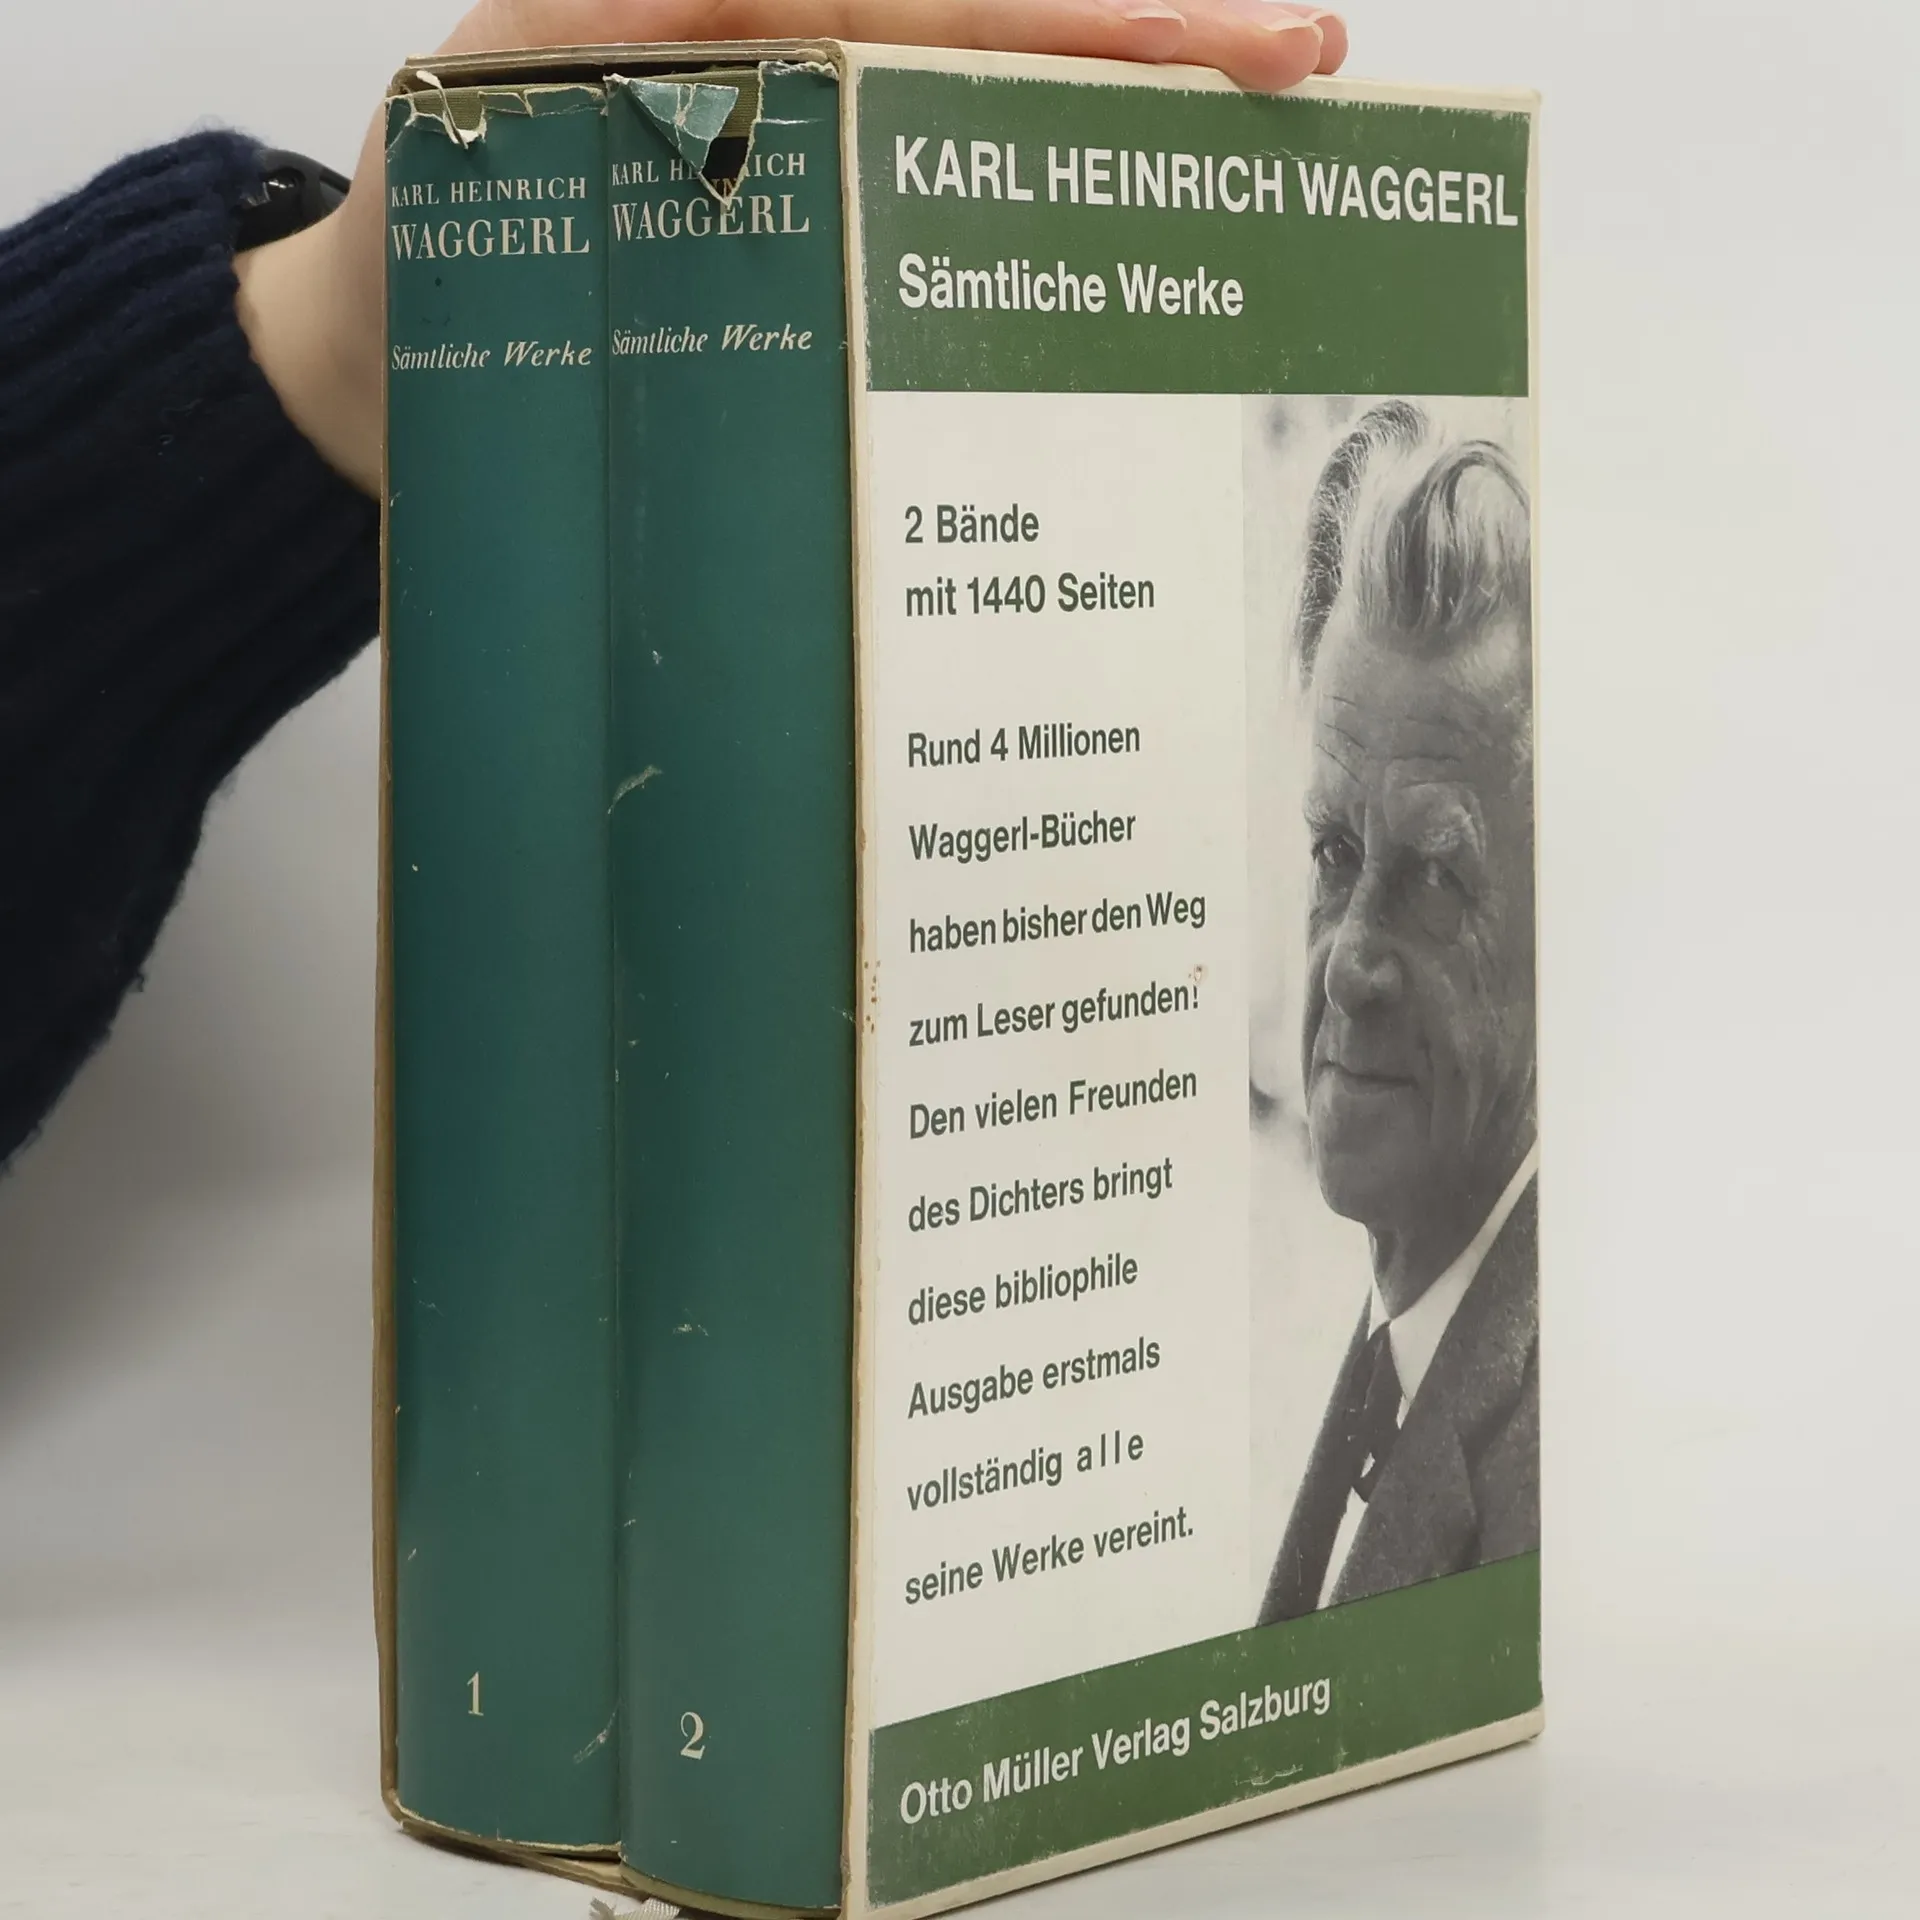 KARL HEINRICH
WAGGERL
Sämtliche Werke
1
KARL HEINRICH
WAGGERL
Sämtliche Werke
2
KARL HEINRICH WAGGERL
Sämtliche Werke
2 Bände
mit 1440 Seiten
Rund 4 Millionen
Waggerl-Bücher
haben bisher den Weg
zum Leser gefunden!
Den vielen Freunden
des Dichters bringt
diese bibliophile
Ausgabe erstmals
vollständig alle
seine Werke vereint.
Otto Müller Verlag Salzburg